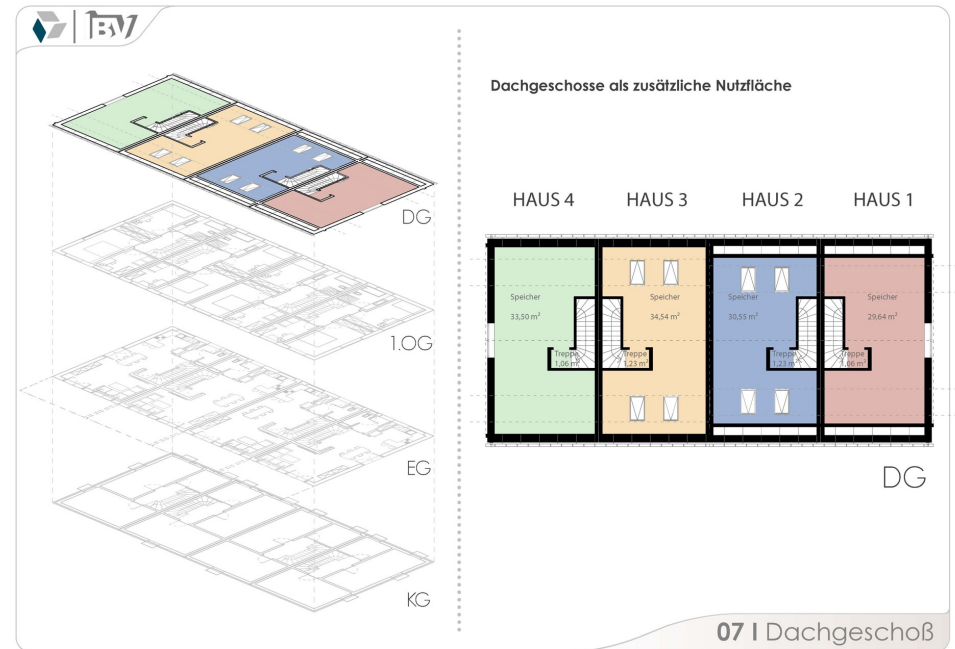 IBV
DG
1.OG
EG
KG
Dachgeschosse als zusätzliche Nutzfläche
HAUS 4 HAUS 3 HAUS 2 HAUS 1
Speicher Speicher Speicher Speicher
33,50 m² 34,54 m² 30,55 m² 29,64 m²
Treppe Treppe Treppe Treppe
1,06 m² 1,23 m² 1,23 m² 1,06 m²
DG
07 I Dachgeschoß